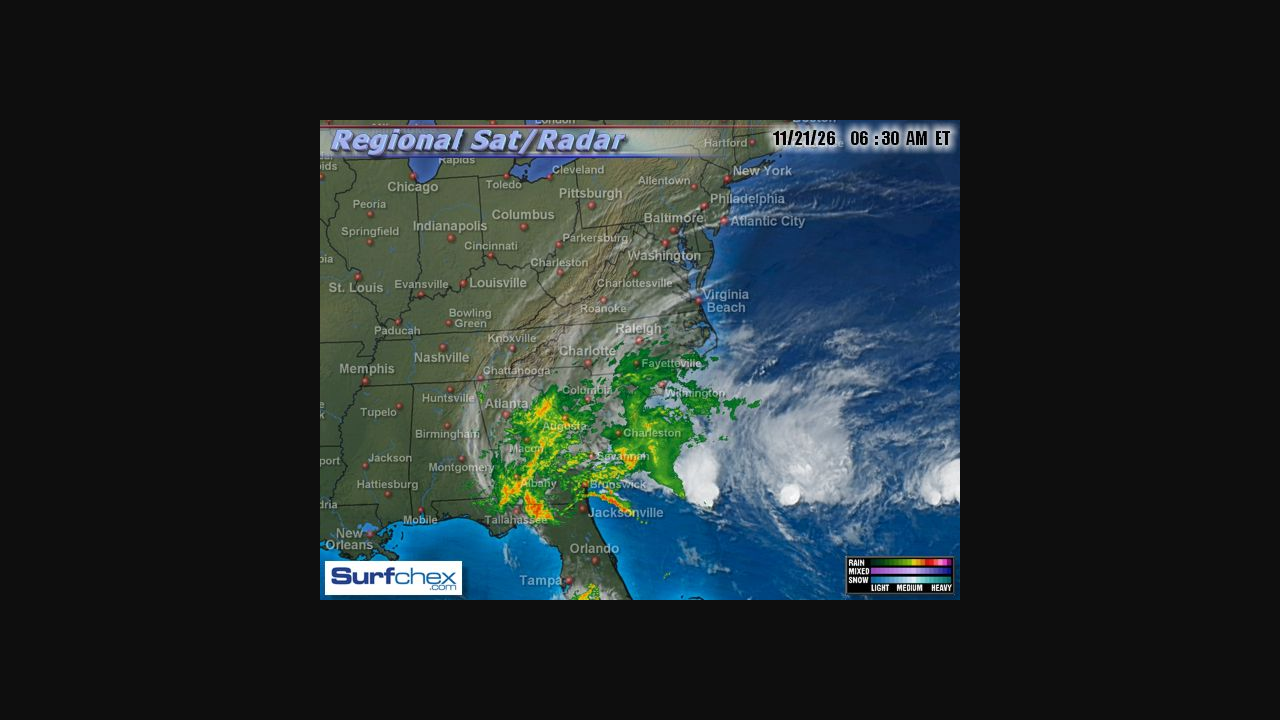 London
Boston
Regional Sat/Radar
11/21/26 06:30 AM ET
Hartford
Rapids
Cleveland
New York
Chicago
Toledo
Pittsburgh
Allentown
Philadelphia
Peoria
Columbus
Baltimore
Atlantic City
Springfield
Indianapolis
Parkersburg
Cincinnati
Washington
Charleston
St. Louis
Evansville
Louisville
Charlottesville
Virginia
Beach
Roanoke
Bowling
Green
Paducah
Raleigh
Knoxville
Nashville
Charlotte
Memphis
Chattanooga
Fayetteville
Huntsville
Columbia
Wilmington
Atlanta
Tupelo
Birmingham
Augusta
Charleston
Macon
Jackson
Montgomery
Savannah
Hattiesburg
Albany
Brunswick
Mobile
Tallahassee
Jacksonville
New
Orleans
Orlando
Tampa
Surfchex
.com
RAIN
MIXED
SNOW
LIGHT MEDIUM HEAVY